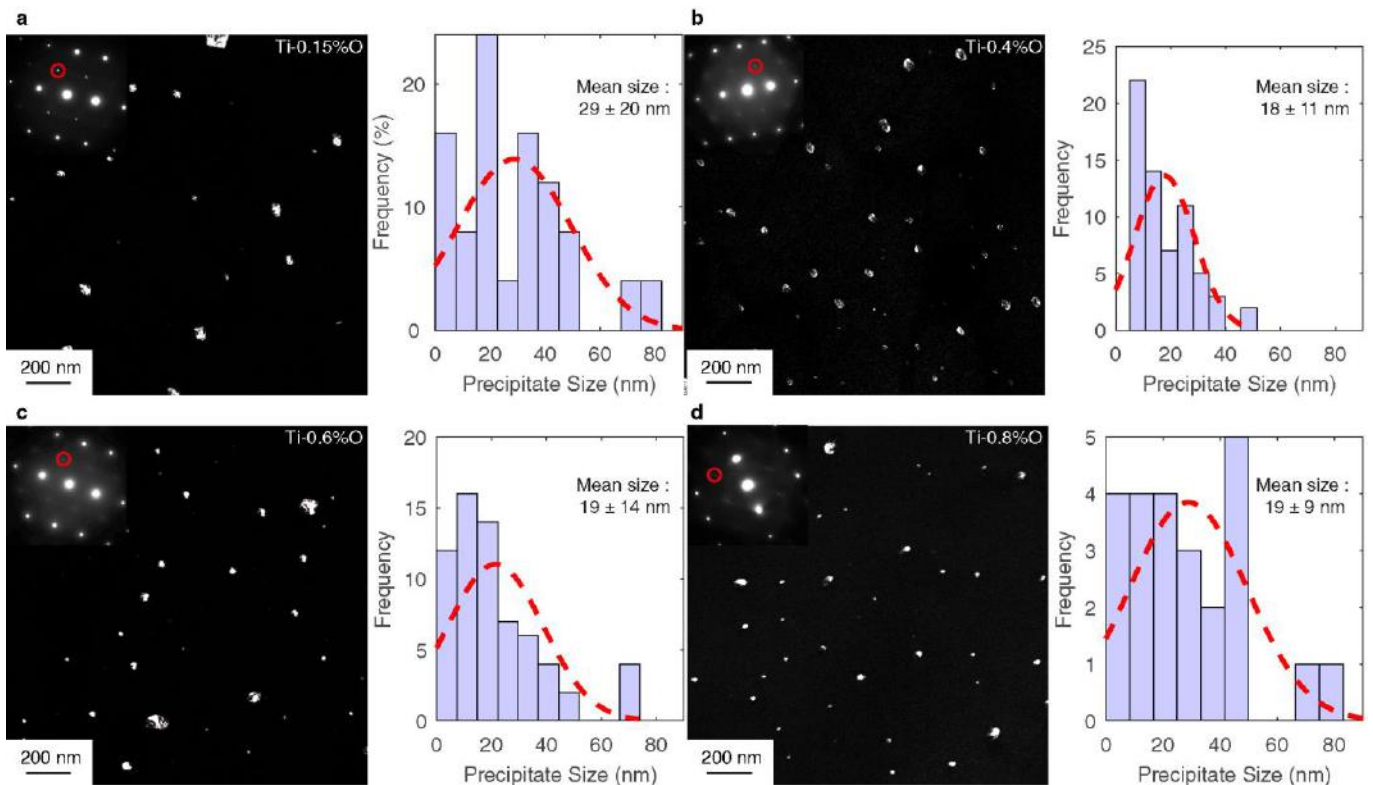 a
Ti-0.15%O
200 nm
Frequency (%)
20
10
0
0 20 40 60 80
Precipitate Size (nm)
Mean size :
29 ± 20 nm
b
Ti-0.4%O
200 nm
Frequency
25
20
15
10
5
0
0 20 40 60 80
Precipitate Size (nm)
Mean size :
18 ± 11 nm
c
Ti-0.6%O
200 nm
Frequency
20
15
10
5
0
0 20 40 60 80
Precipitate Size (nm)
Mean size :
19 ± 14 nm
d
Ti-0.8%O
200 nm
Frequency
5
4
3
2
1
0
0 20 40 60 80
Precipitate Size (nm)
Mean size :
19 ± 9 nm